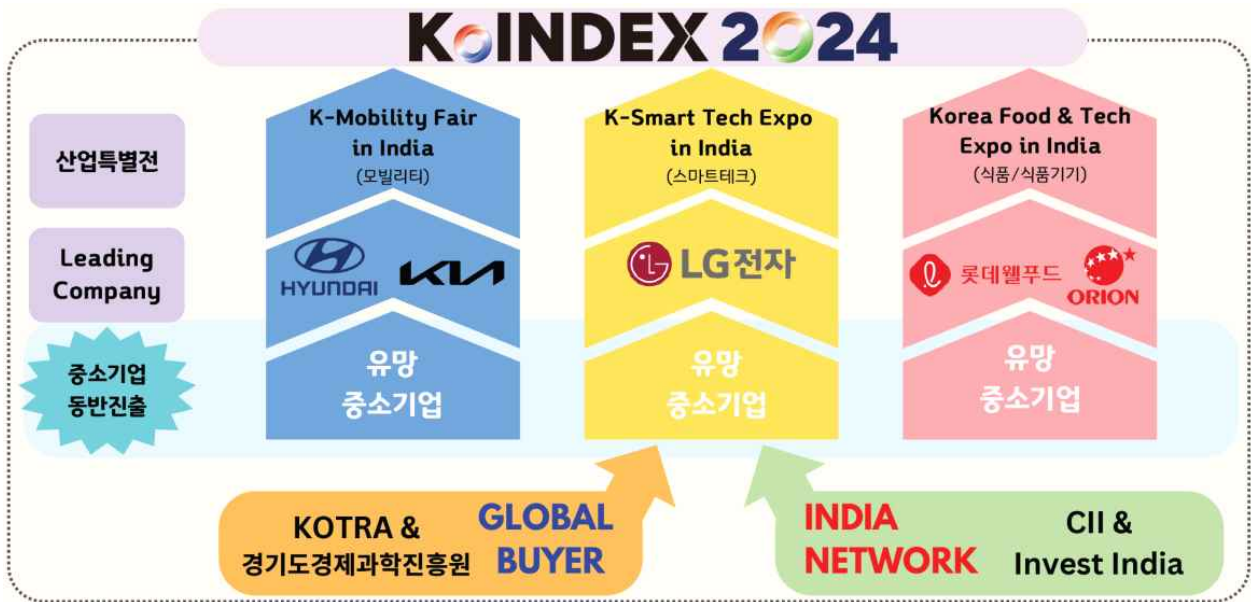 KoINDEX 2024
산업특별전
K-Mobility Fair
in India
(모빌리티)
K-Smart Tech Expo
in India
(스마트테크)
Korea Food & Tech
Expo in India
(식품/식품기기)
Leading
Company
HYUNDAI
KIA
LG전자
롯데웰푸드
ORION
중소기업
동반진출
유망
중소기업
유망
중소기업
유망
중소기업
KOTRA &
경기도경제과학진흥원
GLOBAL
BUYER
INDIA
NETWORK
CII &
Invest India